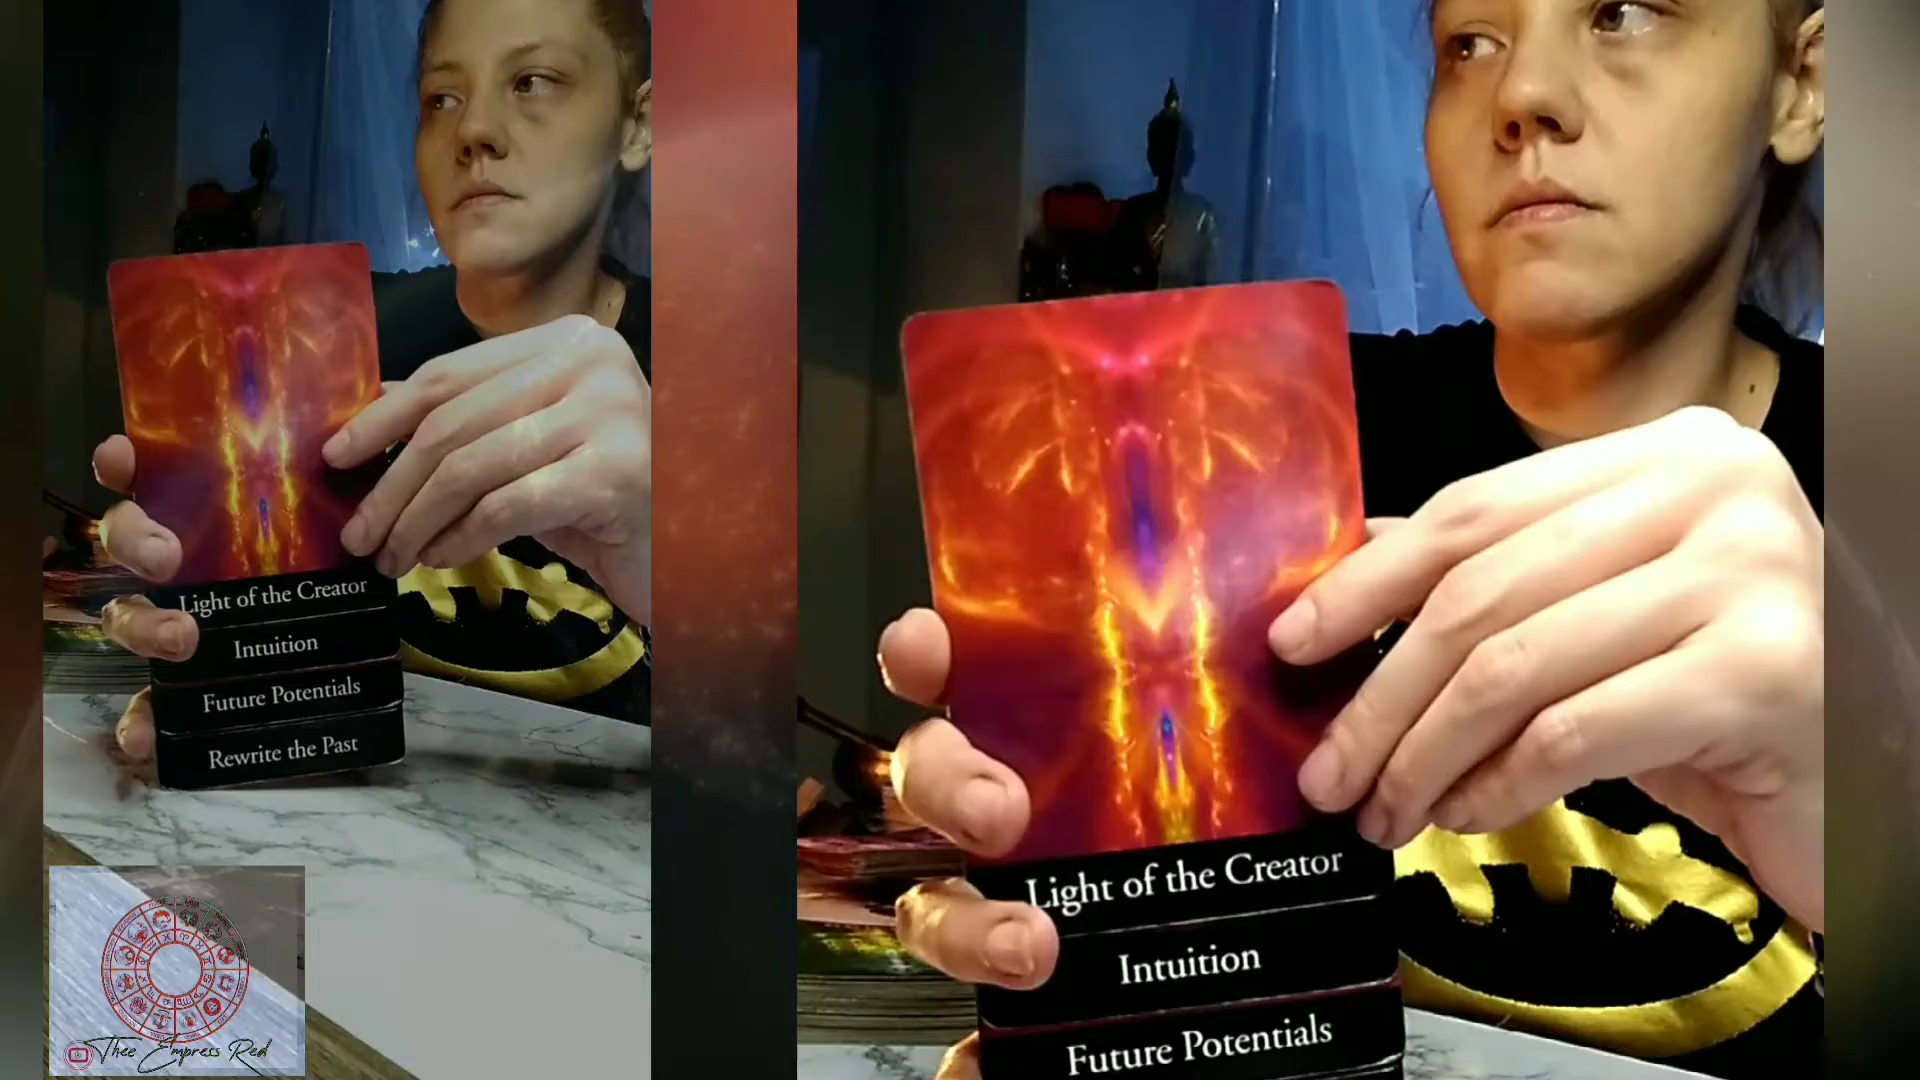 Light of the Creator
Intuition
Future Potentials
Rewrite the Past
Thee Empress Red
Light of the Creator
Intuition
Future Potentials